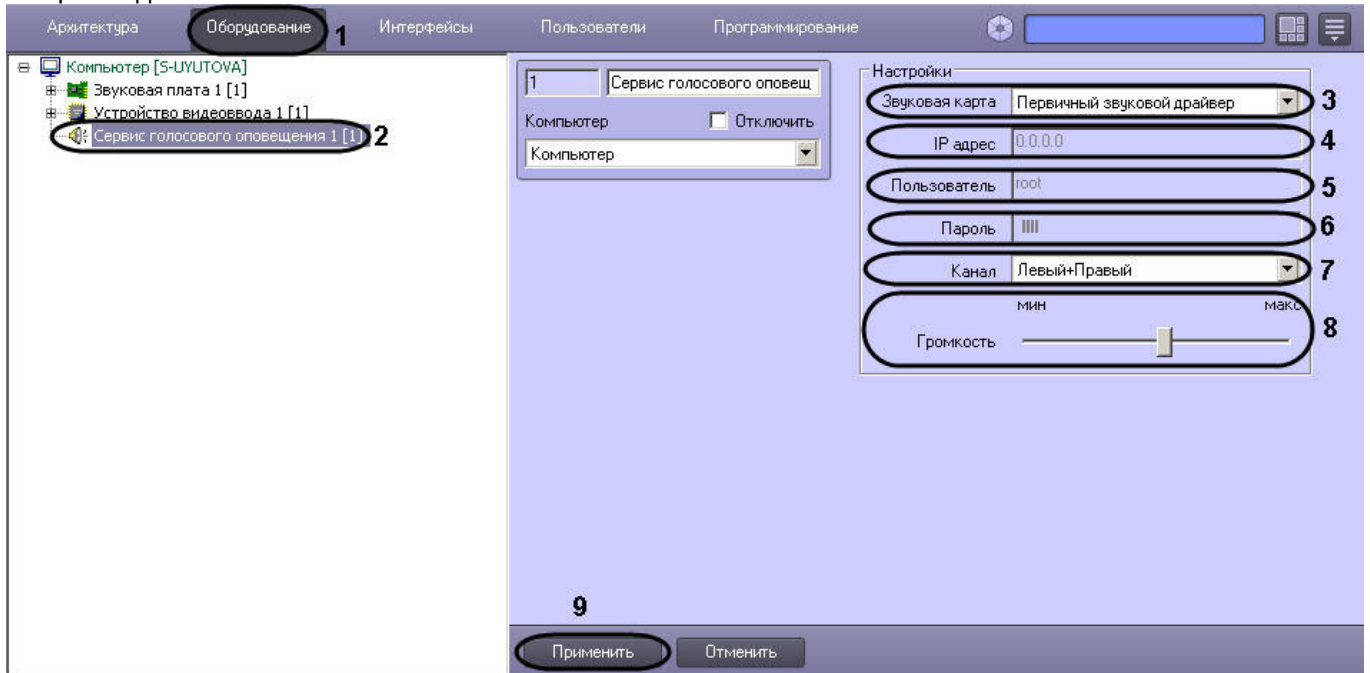 Архитектура Оборудование 1 Интерфейсы Пользователи Программирование
Компьютер [S-UYUTOVA]
Звуковая плата 1 [1]
Устройство видеоввода 1 [1]
Сервис голосового оповещения 1 [1] 2
1 Сервис голосового оповещ
Компьютер Отключить
Компьютер
Настройки
Звуковая карта Первичный звуковой драйвер 3
IP адрес 0.0.0.0 4
Пользователь root 5
Пароль 6
Канал Левый+Правый 7
мин макс
Громкость 8
9
Применить Отменить